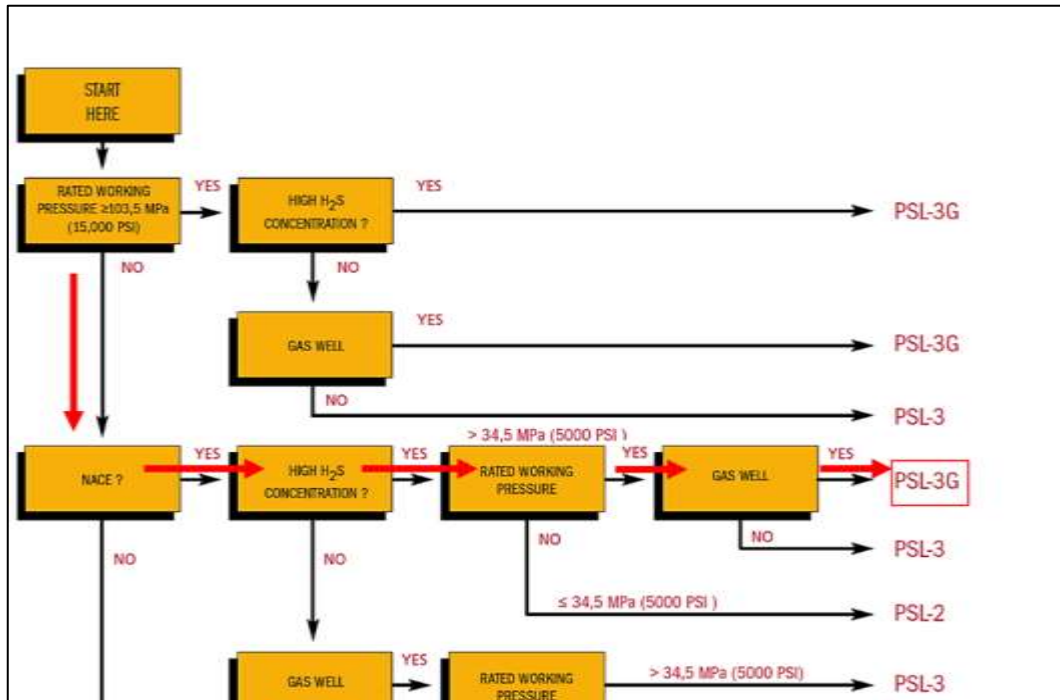 START
HERE
RATED WORKING
PRESSURE ≥103,5 MPa
(15,000 PSI)
YES
HIGH H2S
CONCENTRATION ?
YES
PSL-3G
NO
NO
GAS WELL
YES
PSL-3G
NO
PSL-3
> 34,5 MPa (5000 PSI )
NACE ?
YES
HIGH H2S
CONCENTRATION ?
YES
RATED WORKING
PRESSURE
YES
GAS WELL
YES
PSL-3G
NO
NO
NO
NO
PSL-3
≤ 34,5 MPa (5000 PSI )
PSL-2
GAS WELL
YES
RATED WORKING
PRESSURE
> 34,5 MPa (5000 PSI)
PSL-3